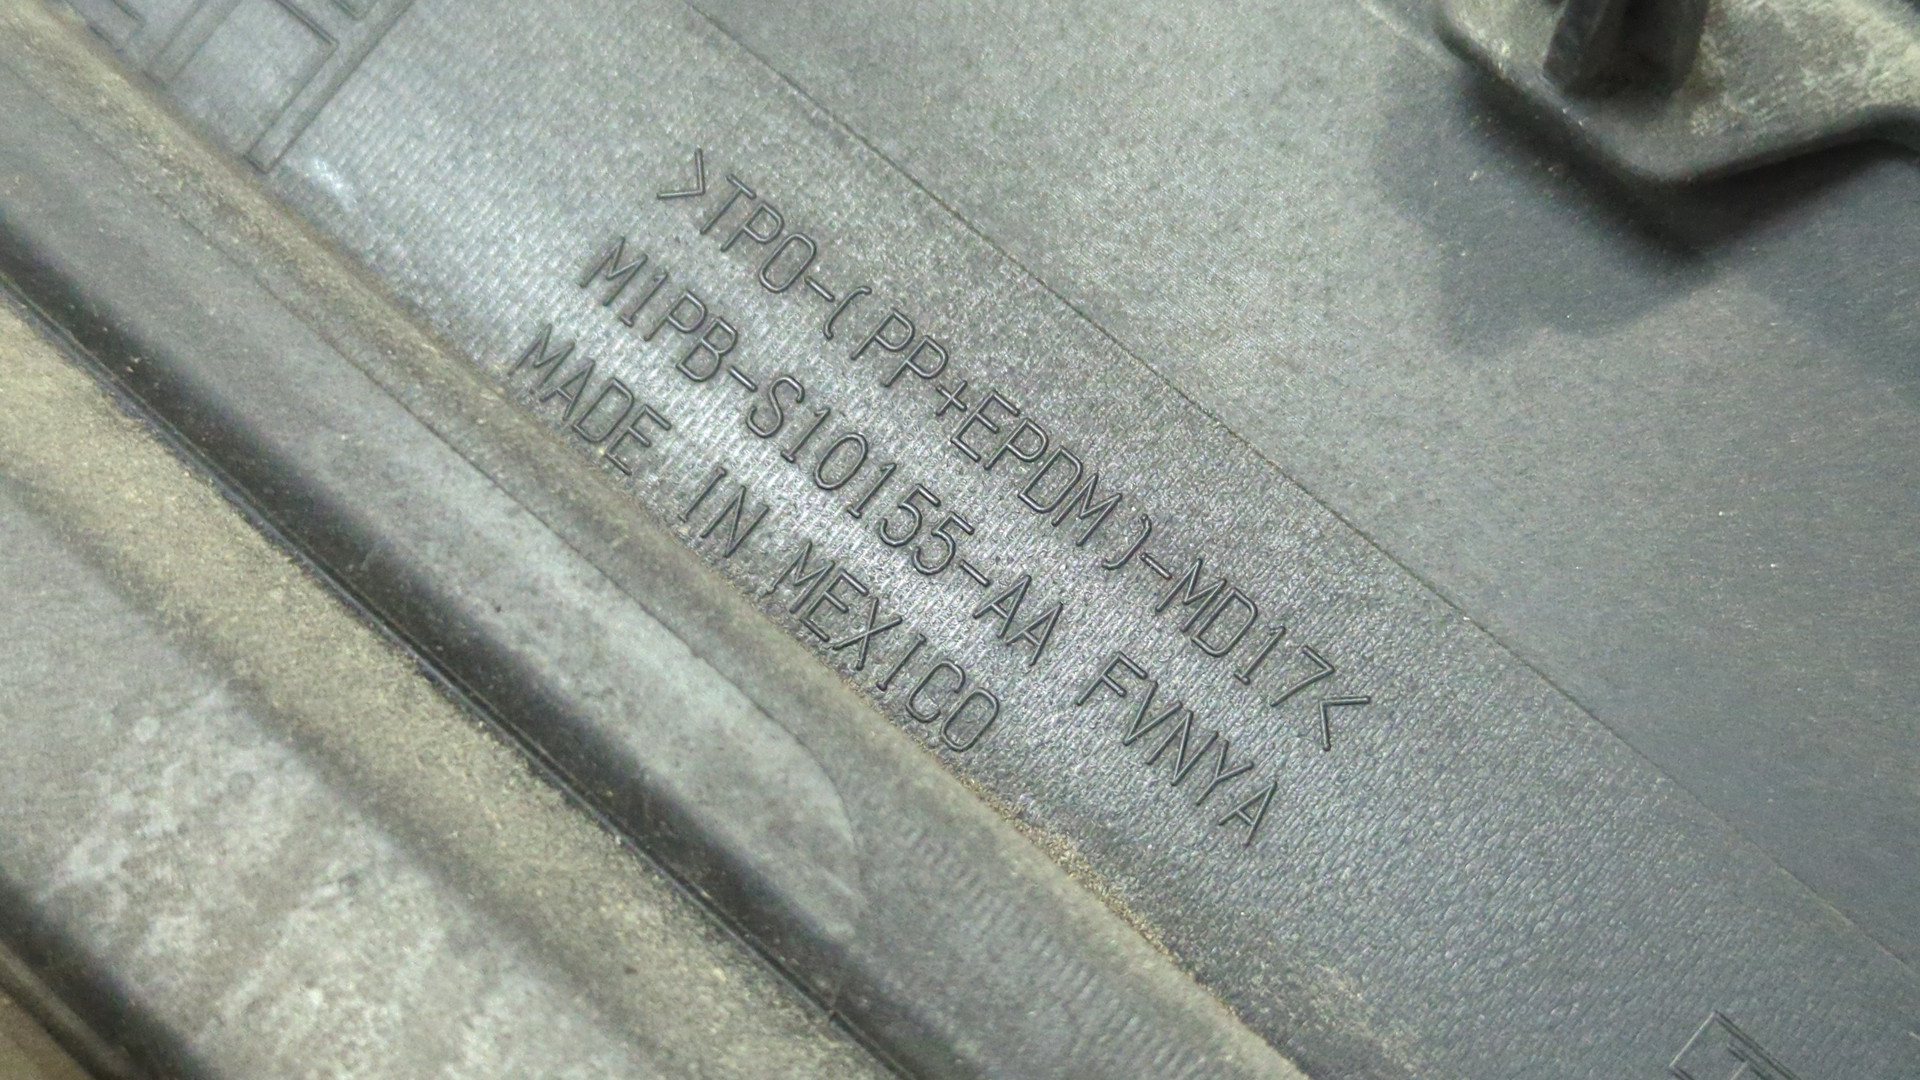 >TPO-(PP+EPDM)-MD17<
M1PB-S10155-AA FVNYA
MADE IN MEXICO